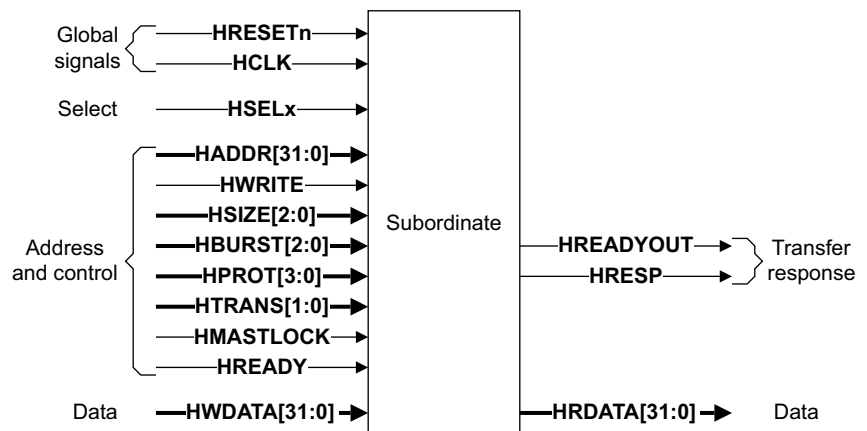 Global
signals
HRESETn
HCLK
Select
HSELx
Address
and control
HADDR[31:0]
HWRITE
HSIZE[2:0]
HBURST[2:0]
HPROT[3:0]
HTRANS[1:0]
HMASTLOCK
HREADY
Data
HWDATA[31:0]
Subordinate
HREADYOUT
HRESP
Transfer
response
HRDATA[31:0]
Data